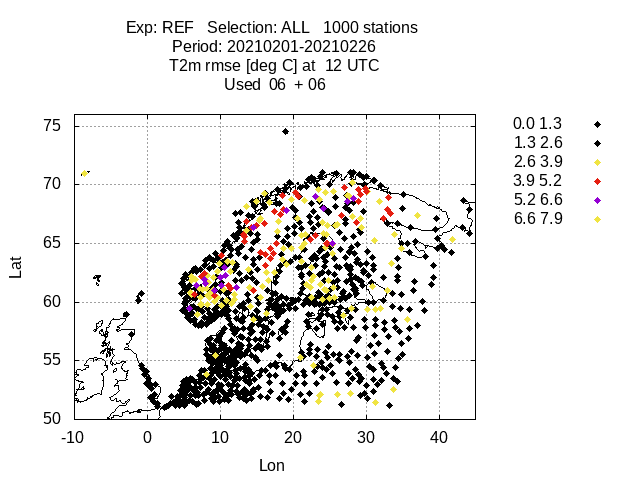 Exp: REF   Selection: ALL   1000 stations
Period: 20210201-20210226
T2m rmse [deg C] at  12 UTC
Used  06  + 06
0.0 1.3
1.3 2.6
2.6 3.9
3.9 5.2
5.2 6.6
6.6 7.9
75
70
65
60
55
50
Lat
-10 0 10 20 30 40
Lon